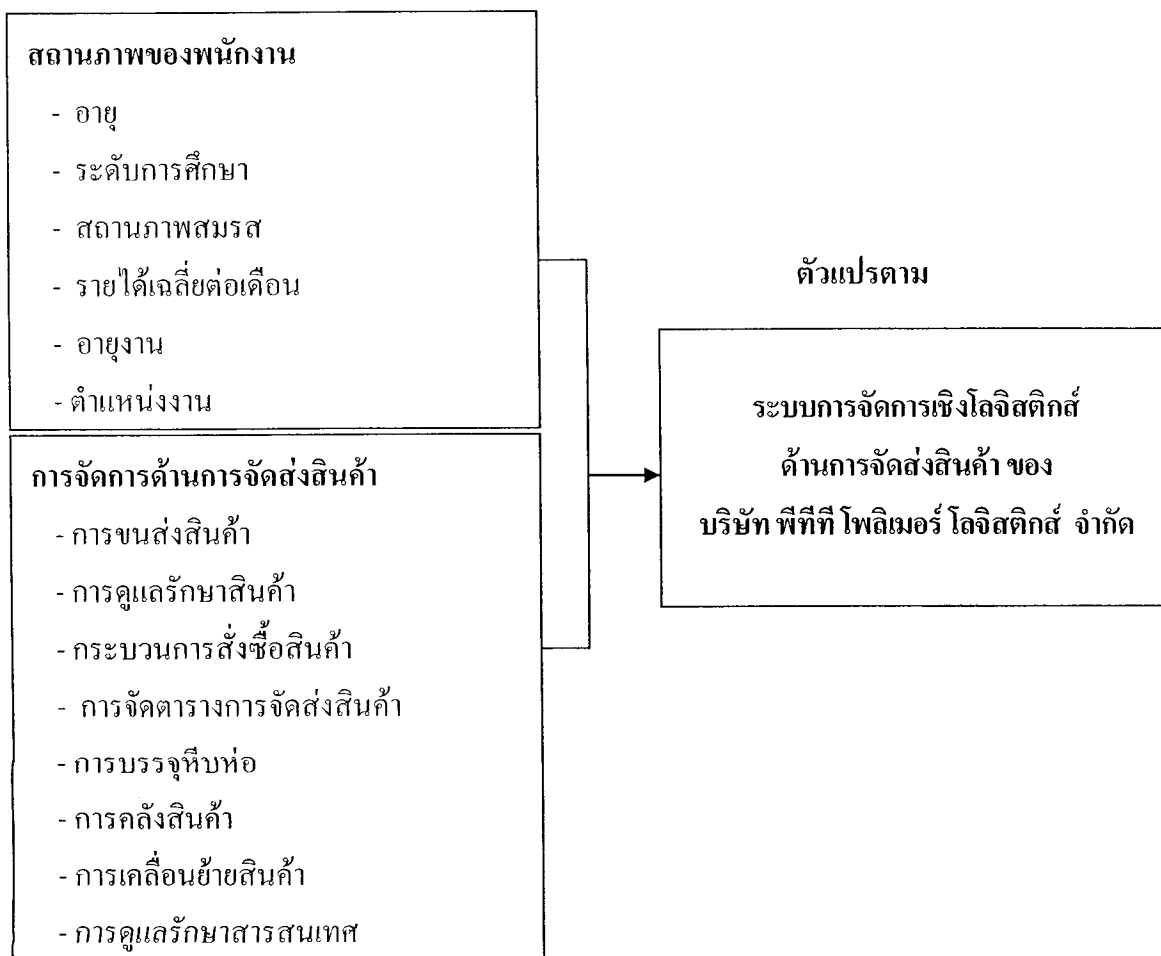 สถานภาพของพนักงาน
- อายุ
- ระดับการศึกษา
- สถานภาพสมรส
- รายได้เฉลี่ยต่อเดือน
- อายุงาน
- ตำแหน่งงาน
การจัดการด้านการจัดส่งสินค้า
- การขนส่งสินค้า
- การดูแลรักษาสินค้า
- กระบวนการสั่งซื้อสินค้า
- การจัดตารางการจัดส่งสินค้า
- การบรรจุหีบห่อ
- การคลังสินค้า
- การเคลื่อนย้ายสินค้า
- การดูแลรักษาสารสนเทศ
ตัวแปรตาม
ระบบการจัดการเชิงโลจิสติกส์
ด้านการจัดส่งสินค้า ของ
บริษัท พีทีที โพลิเมอร์ โลจิสติกส์ จำกัด